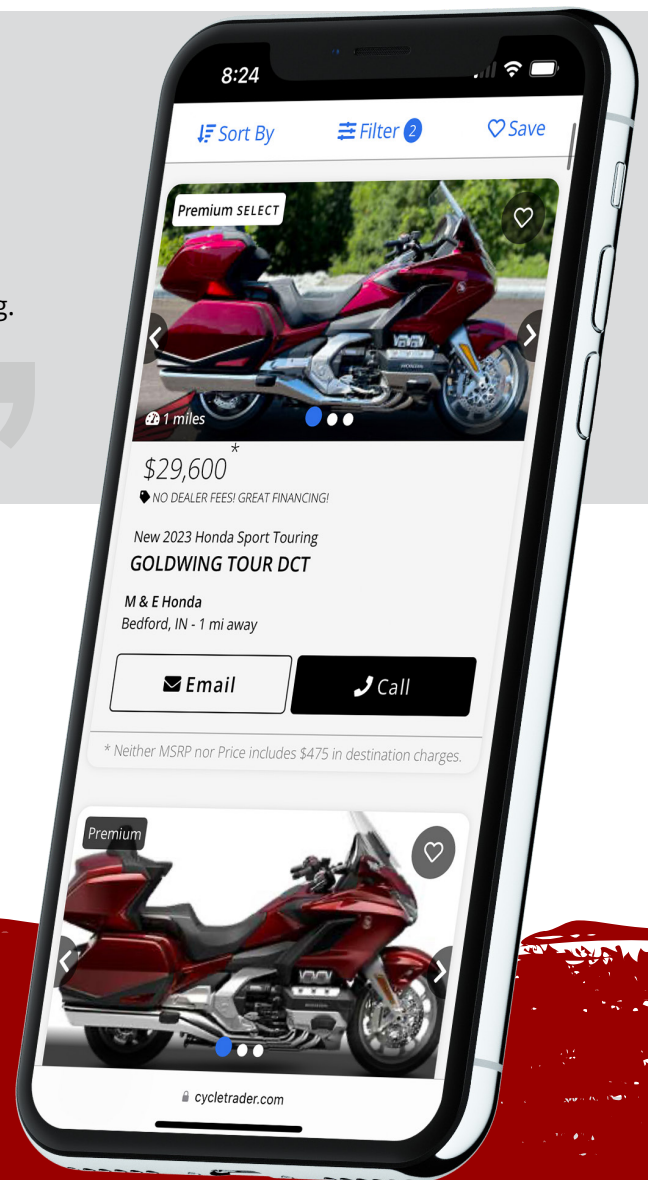 8:24
Sort By
Filter 2
Save
Premium SELECT
g.
1 miles
HONDA
$29,600*
NO DEALER FEES! GREAT FINANCING!
New 2023 Honda Sport Touring
GOLDWING TOUR DCT
M & E Honda
Bedford, IN - 1 mi away
Email
Call
* Neither MSRP nor Price includes $475 in destination charges.
Premium
HONDA
cycletrader.com